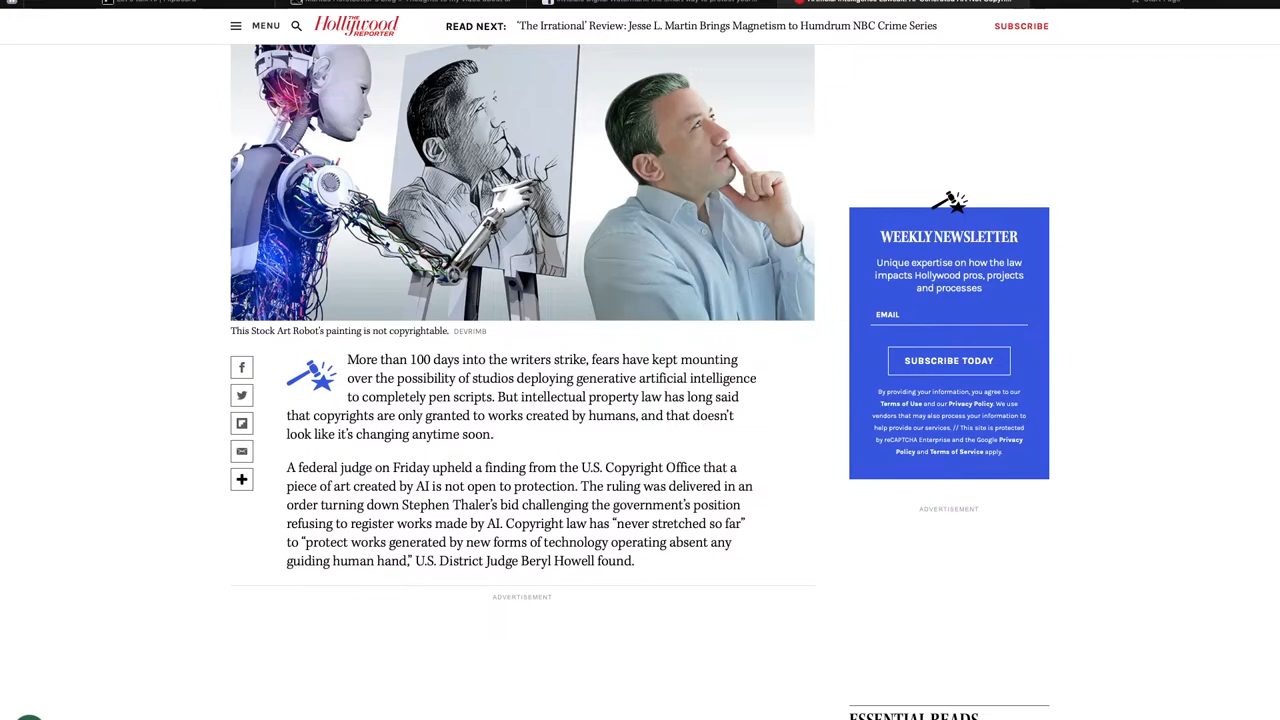 MENU
THE
Hollywood
REPORTER
READ NEXT: 'The Irrational' Review: Jesse L. Martin Brings Magnetism to Humdrum NBC Crime Series
SUBSCRIBE
This Stock Art Robot's painting is not copyrightable. DEVRIMB
More than 100 days into the writers strike, fears have kept mounting
over the possibility of studios deploying generative artificial intelligence
to completely pen scripts. But intellectual property law has long said
that copyrights are only granted to works created by humans, and that doesn't
look like it's changing anytime soon.
A federal judge on Friday upheld a finding from the U.S. Copyright Office that a
piece of art created by AI is not open to protection. The ruling was delivered in an
order turning down Stephen Thaler's bid challenging the government's position
refusing to register works made by AI. Copyright law has “never stretched so far”
to “protect works generated by new forms of technology operating absent any
guiding human hand,” U.S. District Judge Beryl Howell found.
ADVERTISEMENT
WEEKLY NEWSLETTER
Unique expertise on how the law
impacts Hollywood pros, projects
and processes
EMAIL
SUBSCRIBE TODAY
By providing your information, you agree to our
Terms of Use and our Privacy Policy. We use
vendors that may also process your information to
help provide our services. // This site is protected
by reCAPTCHA Enterprise and the Google Privacy
Policy and Terms of Service apply.
ADVERTISEMENT
ESSENTIAL READS